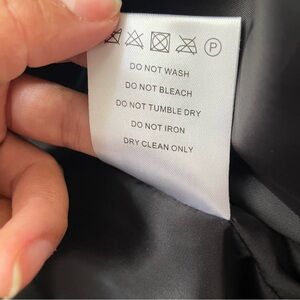 P
DO NOT WASH
DO NOT BLEACH
DO NOT TUMBLE DRY
DO NOT IRON
DRY CLEAN ONLY